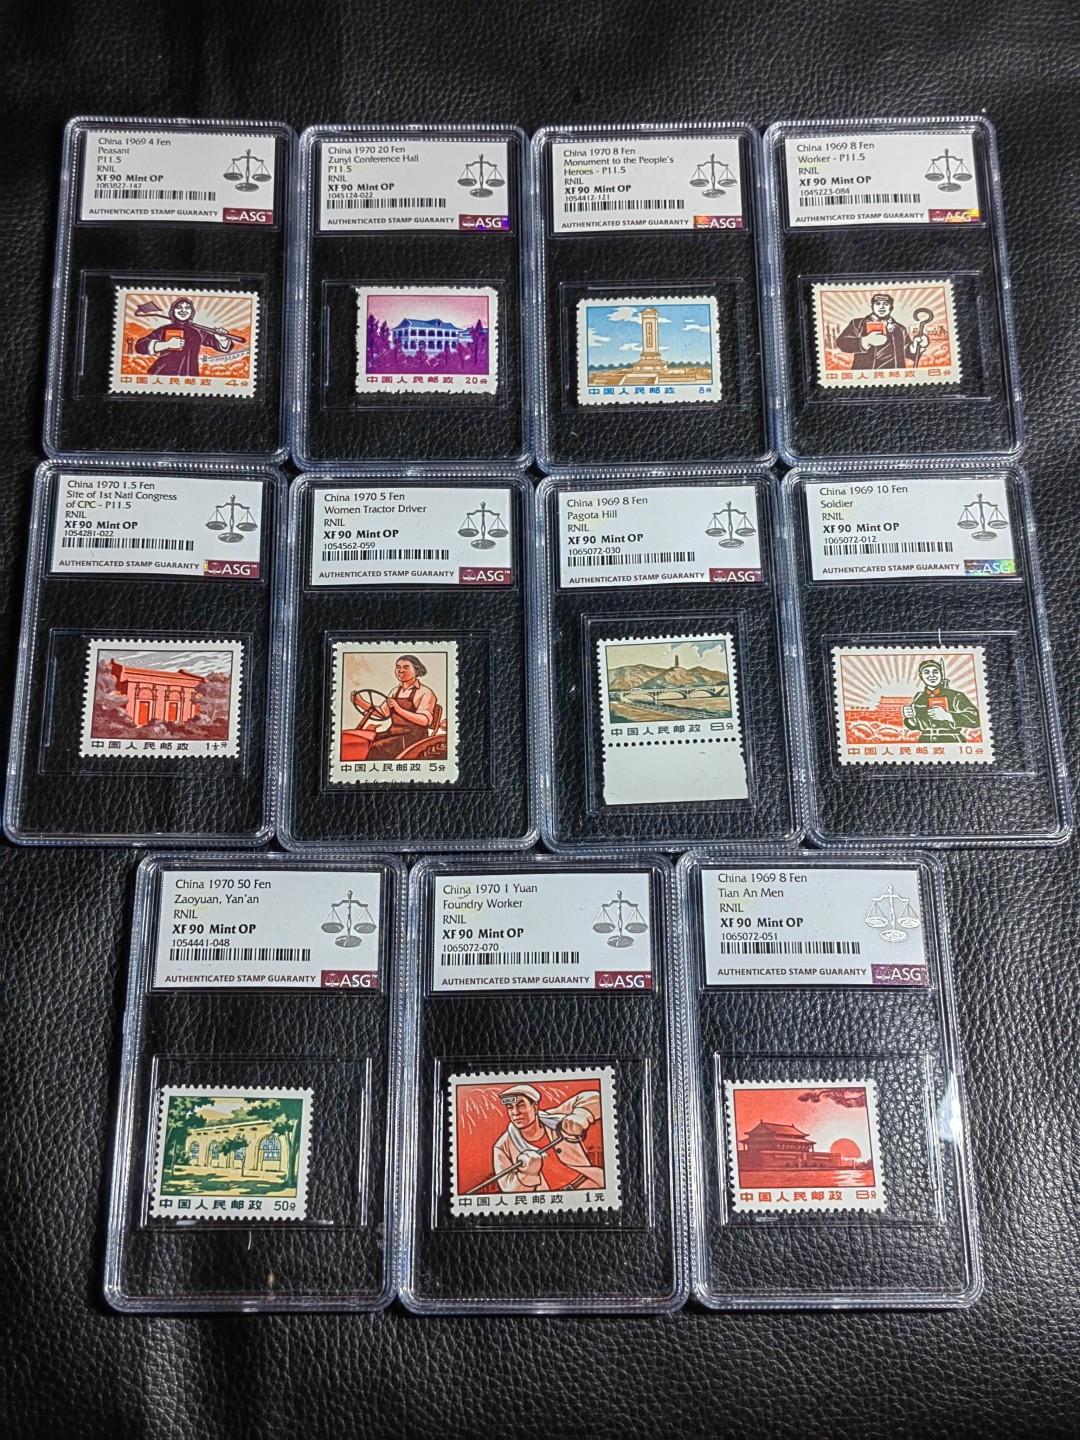 China 1969 4 Fen
Peasant
P11.5
RNIL
XF 90 Mint OP
1083827-147
AUTHENTICATED STAMP GUARANTY
ASG™
中国人民邮政 4分
China 1970 20 Fen
Zunyi Conference Hall
P11.5
RNIL
XF 90 Mint OP
1045124-022
AUTHENTICATED STAMP GUARANTY
ASG™
中国人民邮政 20分
China 1970 8 Fen
Monument to the People's
Heroes - P11.5
RNIL
XF 90 Mint OP
1054412-121
AUTHENTICATED STAMP GUARANTY
ASG™
中国人民邮政 8分
China 1969 8 Fen
Worker - P11.5
RNIL
XF 90 Mint OP
1045223-084
AUTHENTICATED STAMP GUARANTY
ASG™
中国人民邮政 8分
China 1970 1.5 Fen
Site of 1st Natl Congress
of CPC - P11.5
XF 90 Mint OP
1054281-022
AUTHENTICATED STAMP GUARANTY
ASG™
中国人民邮政 1½分
China 1970 5 Fen
Women Tractor Driver
RNIL
XF 90 Mint OP
1054562-059
AUTHENTICATED STAMP GUARANTY
ASG™
中国人民邮政 5分
China 1969 8 Fen
Pagota Hill
RNIL
XF 90 Mint OP
1065072-030
AUTHENTICATED STAMP GUARANTY
ASG™
中国人民邮政 8分
China 1969 10 Fen
Soldier
RNIL
XF 90 Mint OP
1065072-012
AUTHENTICATED STAMP GUARANTY
ASG
中国人民邮政 10分
China 1970 50 Fen
Zaoyuan, Yan'an
RNIL
XF 90 Mint OP
1054441-048
AUTHENTICATED STAMP GUARANTY
ASG™
中国人民邮政 50分
China 1970 1 Yuan
Foundry Worker
RNIL
XF 90 Mint OP
1065072-070
AUTHENTICATED STAMP GUARANTY
ASG™
中国人民邮政 1元
China 1969 8 Fen
Tian An Men
RNIL
XF 90 Mint OP
1065072-051
AUTHENTICATED STAMP GUARANTY
ASG™
中国人民邮政 8分